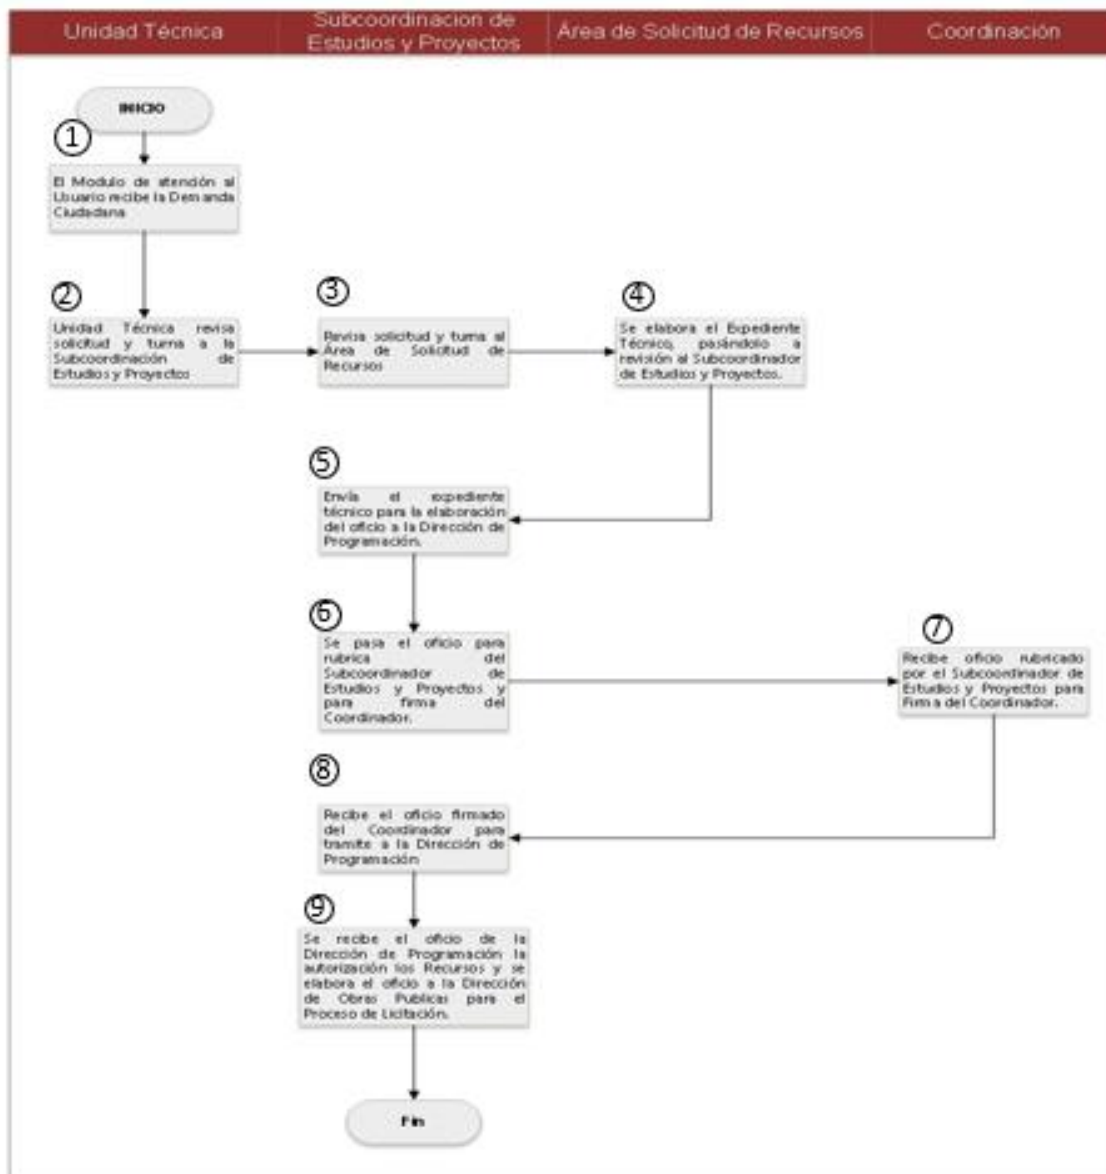 Unidad Técnica
Subcoordinacion de
Estudios y Proyectos
Área de Solicitud de Recursos
Coordinación
INICIO
1
El Modulo de atención al
Usuario recibe la Demanda
Ciudadana
2
Unidad Técnica revisa
solicitud y turna a la
Subcoordinación de
Estudios y Proyectos
3
Revisa solicitud y turna al
Área de Solicitud de
Recursos
4
Se elabora el Expediente
Técnico, pasándolo a
revisión al Subcoordinador
de Estudios y Proyectos.
5
Envía el expediente
técnico para la elaboración
del oficio a la Dirección de
Programación.
6
Se pasa el oficio para
rubrica del
Subcoordinador de
Estudios y Proyectos y
para firma del
Coordinador.
7
Recibe oficio rubricado
por el Subcoordinador de
Estudios y Proyectos para
Firma del Coordinador.
8
Recibe el oficio firmado
del Coordinador para
tramite a la Dirección de
Programación
9
Se recibe el oficio de la
Dirección de Programación la
autorización los Recursos y se
elabora el oficio a la Dirección
de Obras Publicas para el
Proceso de Licitación.
Fin